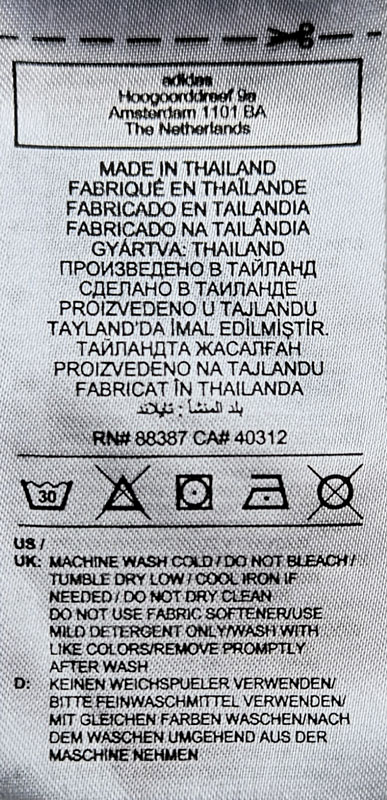 adidas
Hoogoorddreef 9a
Amsterdam 1101 BA
The Netherlands
MADE IN THAILAND
FABRIQUÉ EN THAÏLANDE
FABRICADO EN TAILANDIA
FABRICADO NA TAILÂNDIA
GYÁRTVA: THAILAND
ПРОИЗВЕДЕНО В ТАЙЛАНД
СДЕЛАНО В ТАИЛАНДЕ
PROIZVEDENO U TAJLANDU
TAYLAND'DA İMAL EDİLMİŞTİR.
ТАЙЛАНДТА ЖАСАЛҒАН
PROIZVEDENO NA TAJLANDU
FABRICAT ÎN THAILANDA
بلد المنشأ : تايلاند
RN# 88387 CA# 40312
30
US /
UK: MACHINE WASH COLD / DO NOT BLEACH /
TUMBLE DRY LOW / COOL IRON IF
NEEDED / DO NOT DRY CLEAN
DO NOT USE FABRIC SOFTENER/USE
MILD DETERGENT ONLY/WASH WITH
LIKE COLORS/REMOVE PROMPTLY
AFTER WASH
D: KEINEN WEICHSPUELER VERWENDEN/
BITTE FEINWASCHMITTEL VERWENDEN/
MIT GLEICHEN FARBEN WASCHEN/NACH
DEM WASCHEN UMGEHEND AUS DER
MASCHINE NEHMEN